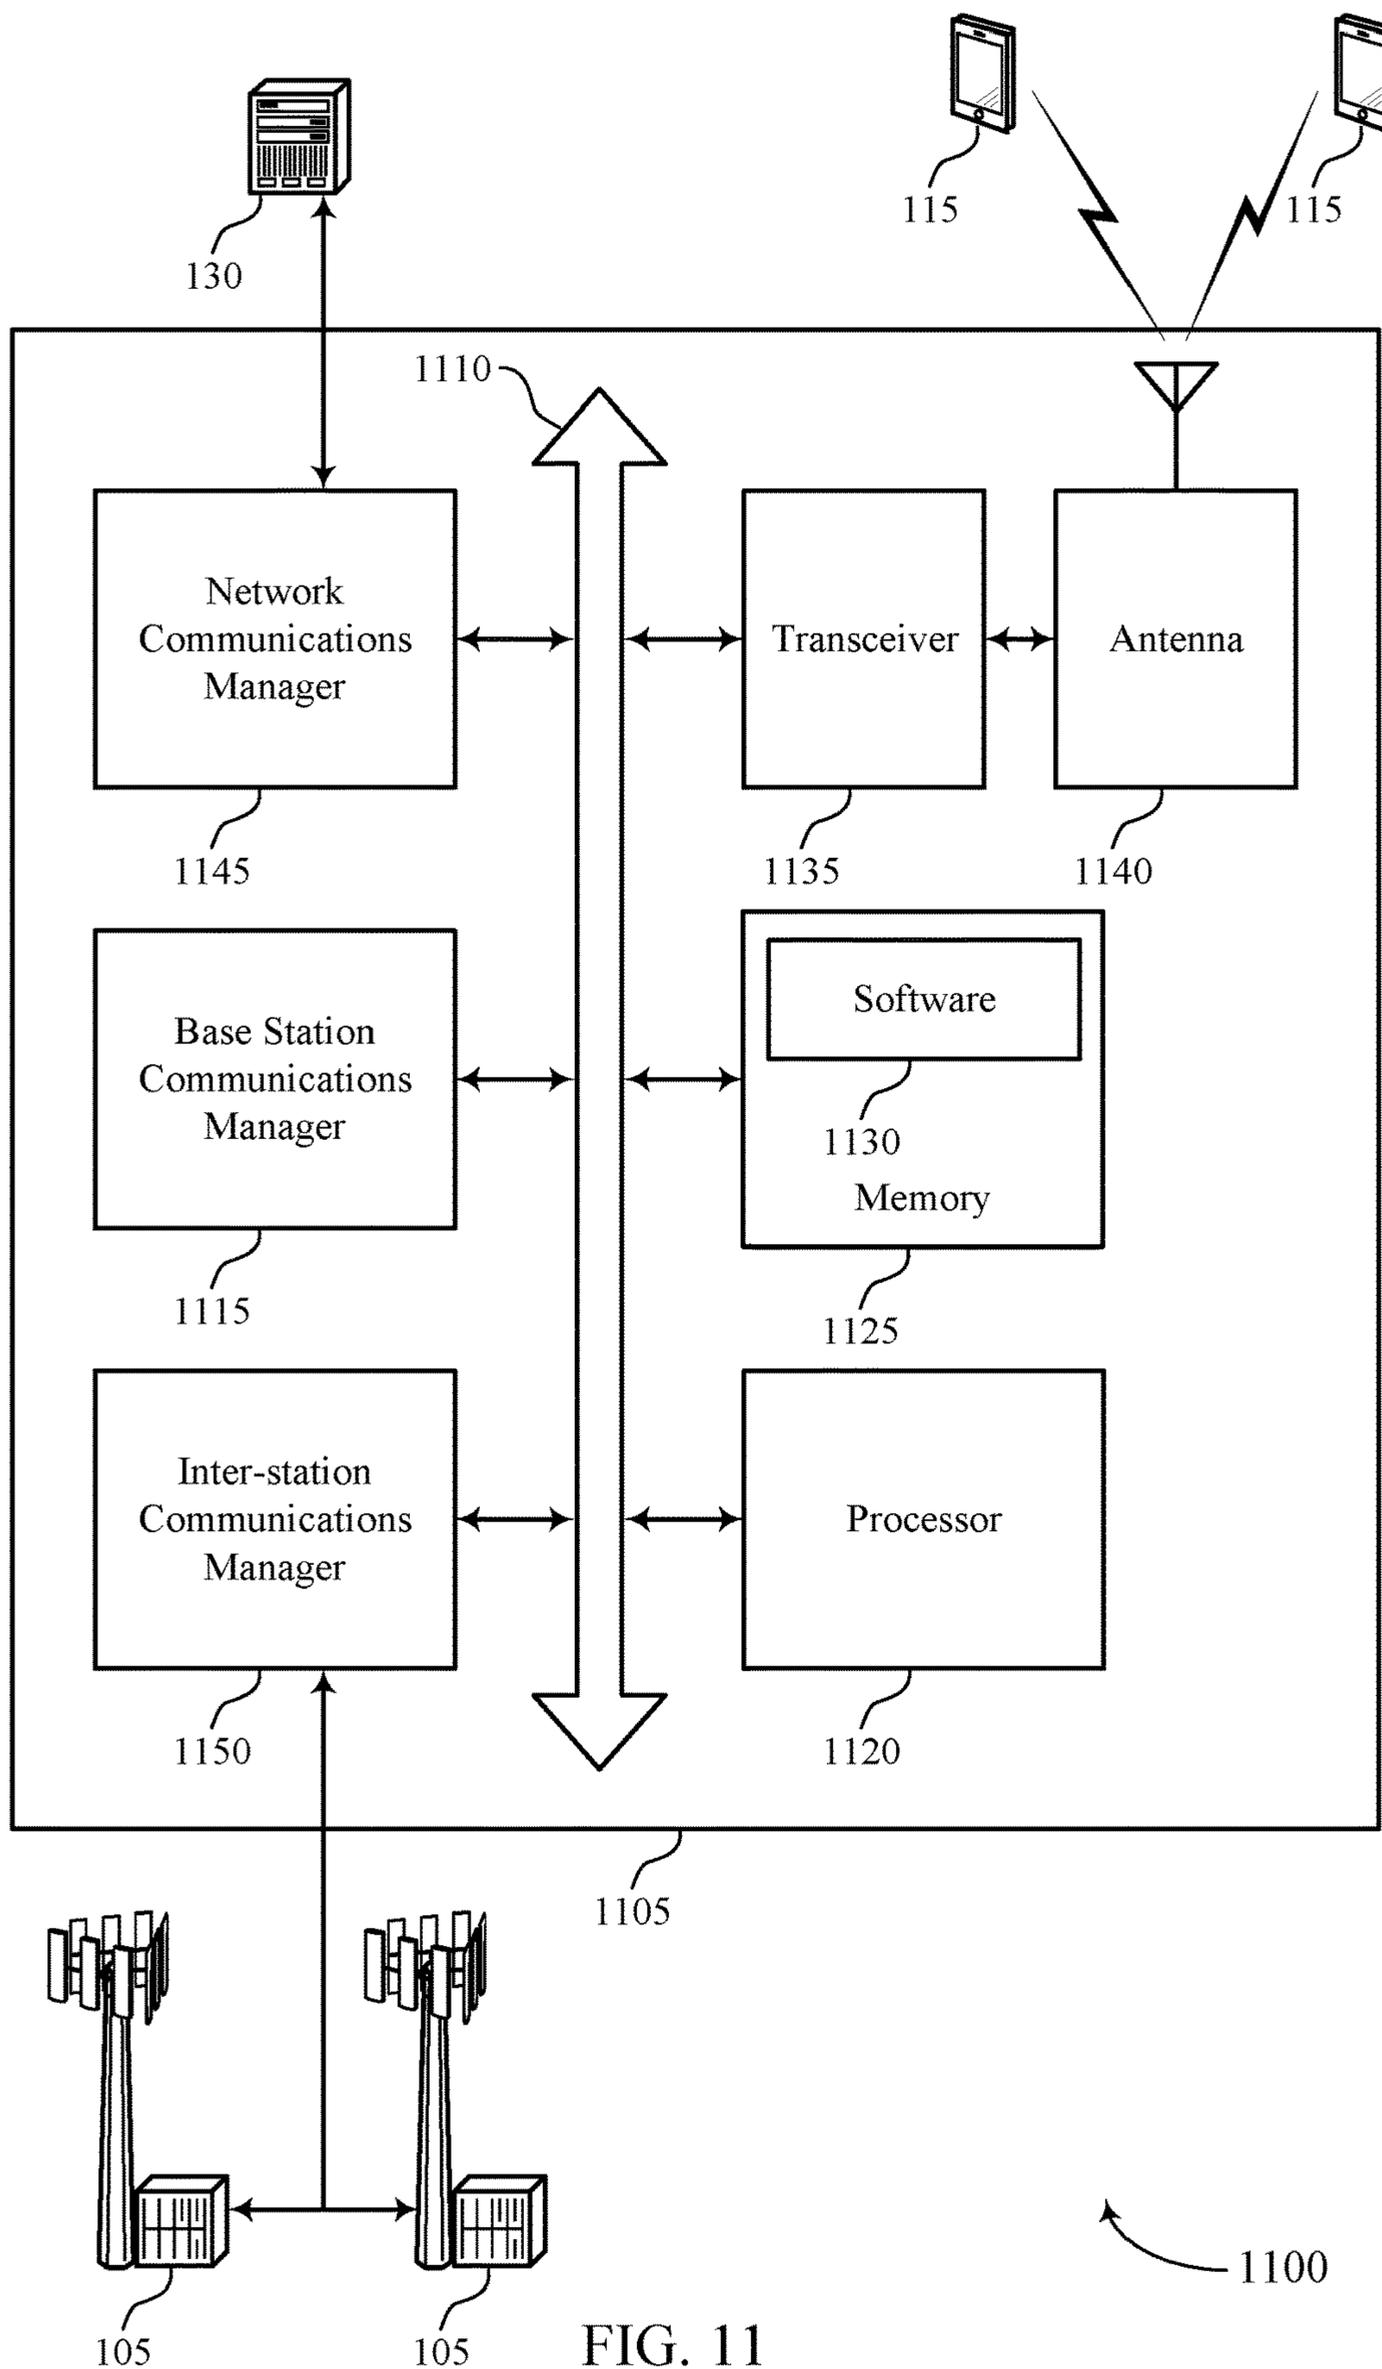 115
115
130
1110
Network
Communications
Manager
Transceiver
Antenna
1145
1135
1140
Base Station
Communications
Manager
Software
1130
Memory
1115
1125
Inter-station
Communications
Manager
Processor
1150
1120
1105
1100
105
105
FIG. 11